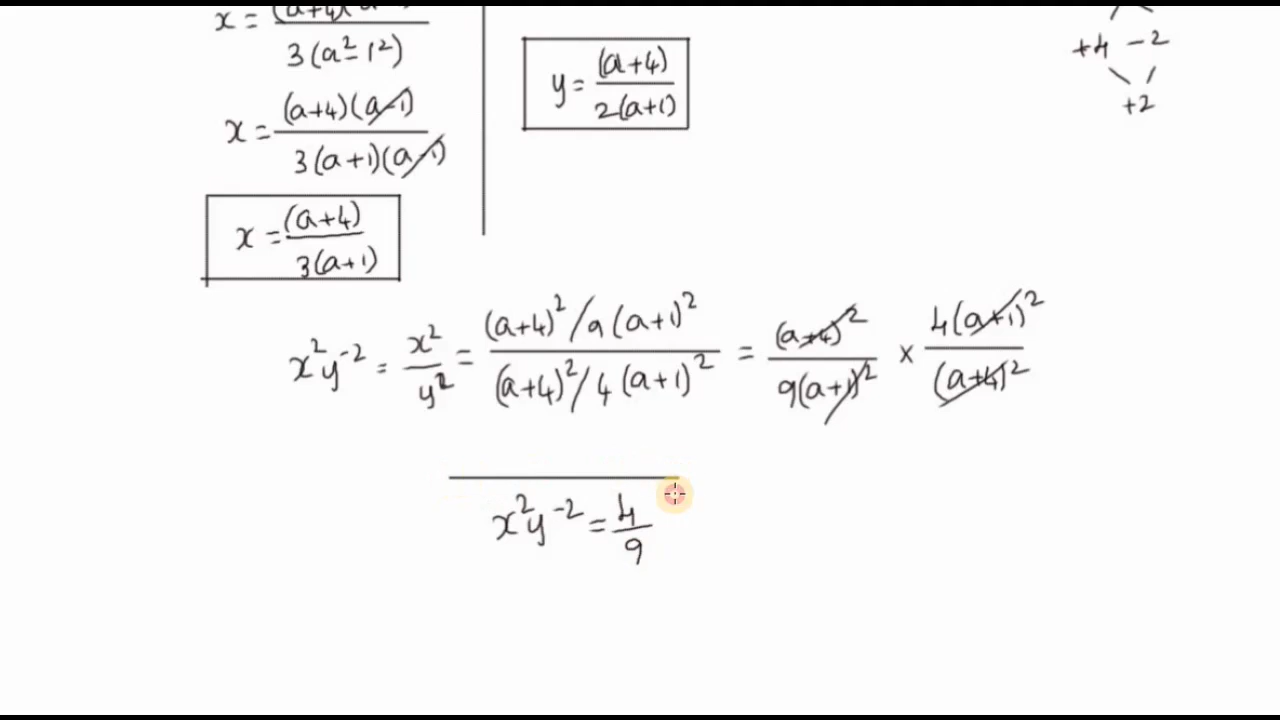 x = (a+4)(a
3(a²-1²)
x = (a+4)(a-1)
3(a+1)(a-1)
x = (a+4)
3(a+1)
y = (a+4)
2(a+1)
+4 -2
+2
x²y⁻² = x²/y² = (a+4)²/9(a+1)² / (a+4)²/4(a+1)² = (a+4)²/9(a+1)² × 4(a+1)²/(a+4)²
x²y⁻² = 4/9